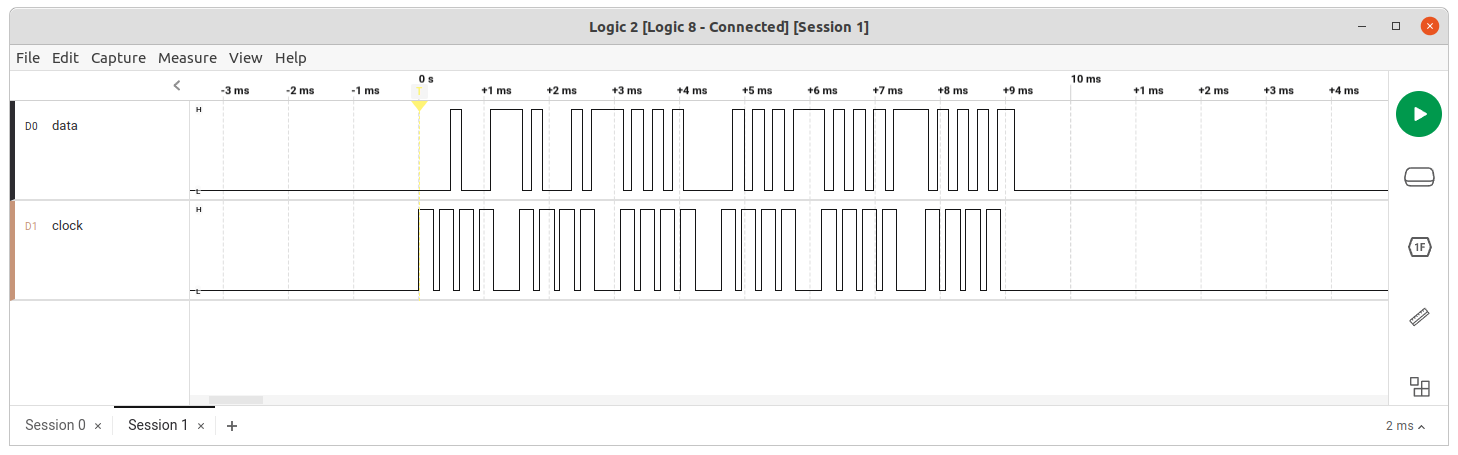 Logic 2 [Logic 8 - Connected] [Session 1]
File Edit Capture Measure View Help
0 s 10 ms
-3 ms -2 ms -1 ms T +1 ms +2 ms +3 ms +4 ms +5 ms +6 ms +7 ms +8 ms +9 ms +1 ms +2 ms +3 ms +4 ms
H
D0 data
L
H
D1 clock
1F
L
Session 0 × Session 1 × + 2 ms